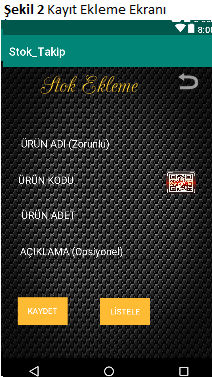 Şekil 2 Kayıt Ekleme Ekranı
8:00
Stok_Takip
Stok Ekleme
ÜRÜN ADI (Zorunlu)
ÜRÜN KODU
ÜRÜN ADET
AÇIKLAMA (Opsiyonel)
KAYDET
LİSTELE